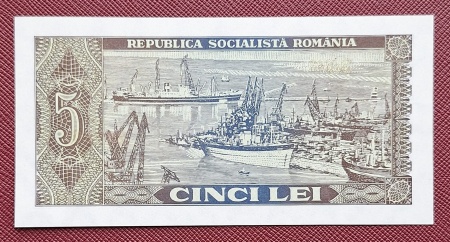 REPUBLICA SOCIALISTĂ ROMÂNIA
5
CINCI LEI